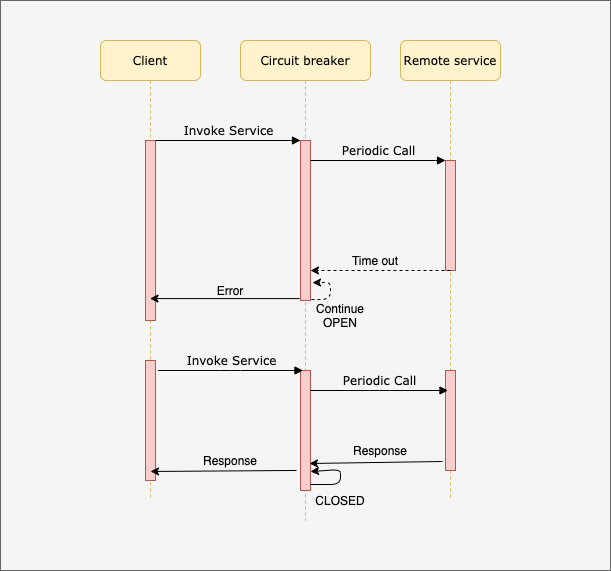 Client
Circuit breaker
Remote service
Invoke Service
Periodic Call
Time out
Error
Continue
OPEN
Invoke Service
Periodic Call
Response
Response
CLOSED